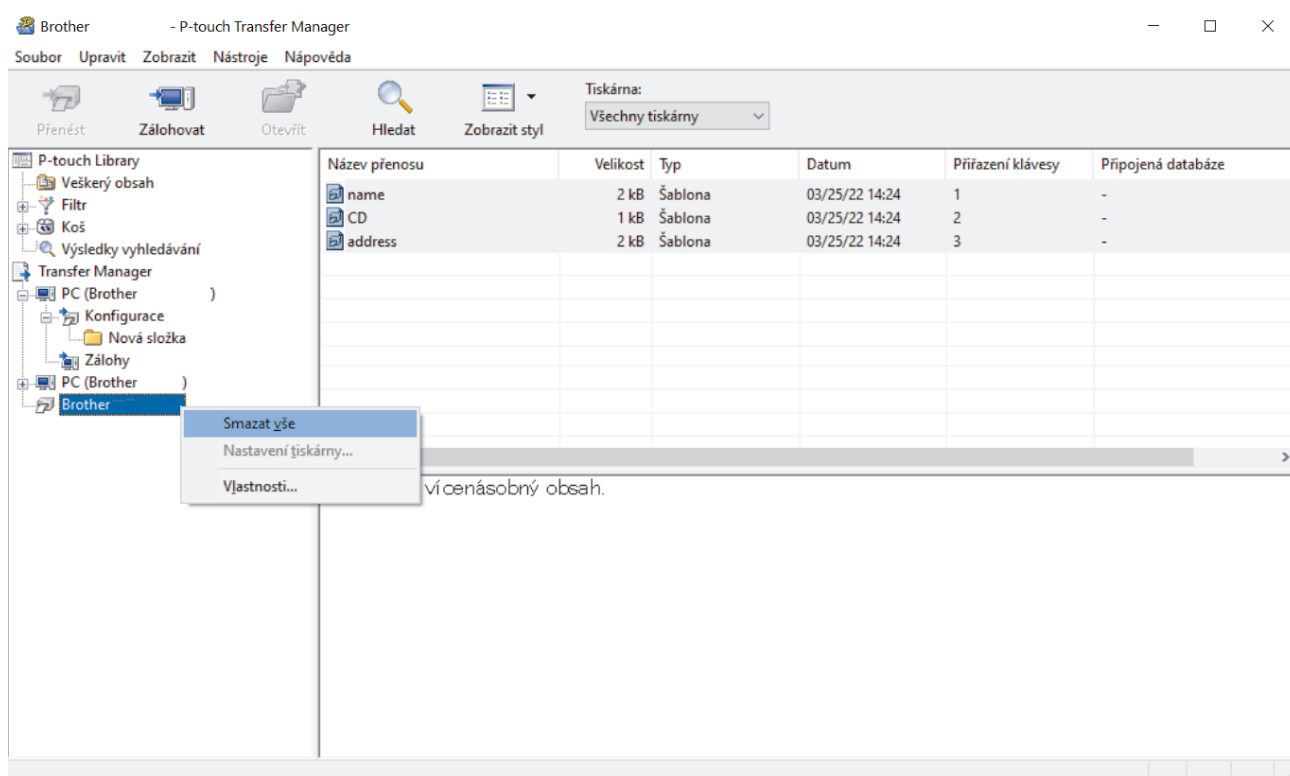 Brother - P-touch Transfer Manager
Soubor Upravit Zobrazit Nástroje Nápověda
Přenést Zálohovat Otevřít Hledat Zobrazit styl
Tiskárna:
Všechny tiskárny
P-touch Library
Veškerý obsah
Filtr
Koš
Výsledky vyhledávání
Transfer Manager
PC (Brother )
Konfigurace
Nová složka
Zálohy
PC (Brother )
Brother
Smazat vše
Nastavení tiskárny...
Vlastnosti...
Název přenosu Velikost Typ Datum Přiřazení klávesy Připojená databáze
name 2 kB Šablona 03/25/22 14:24 1 -
CD 1 kB Šablona 03/25/22 14:24 2 -
address 2 kB Šablona 03/25/22 14:24 3 -
vícenásobný obsah.